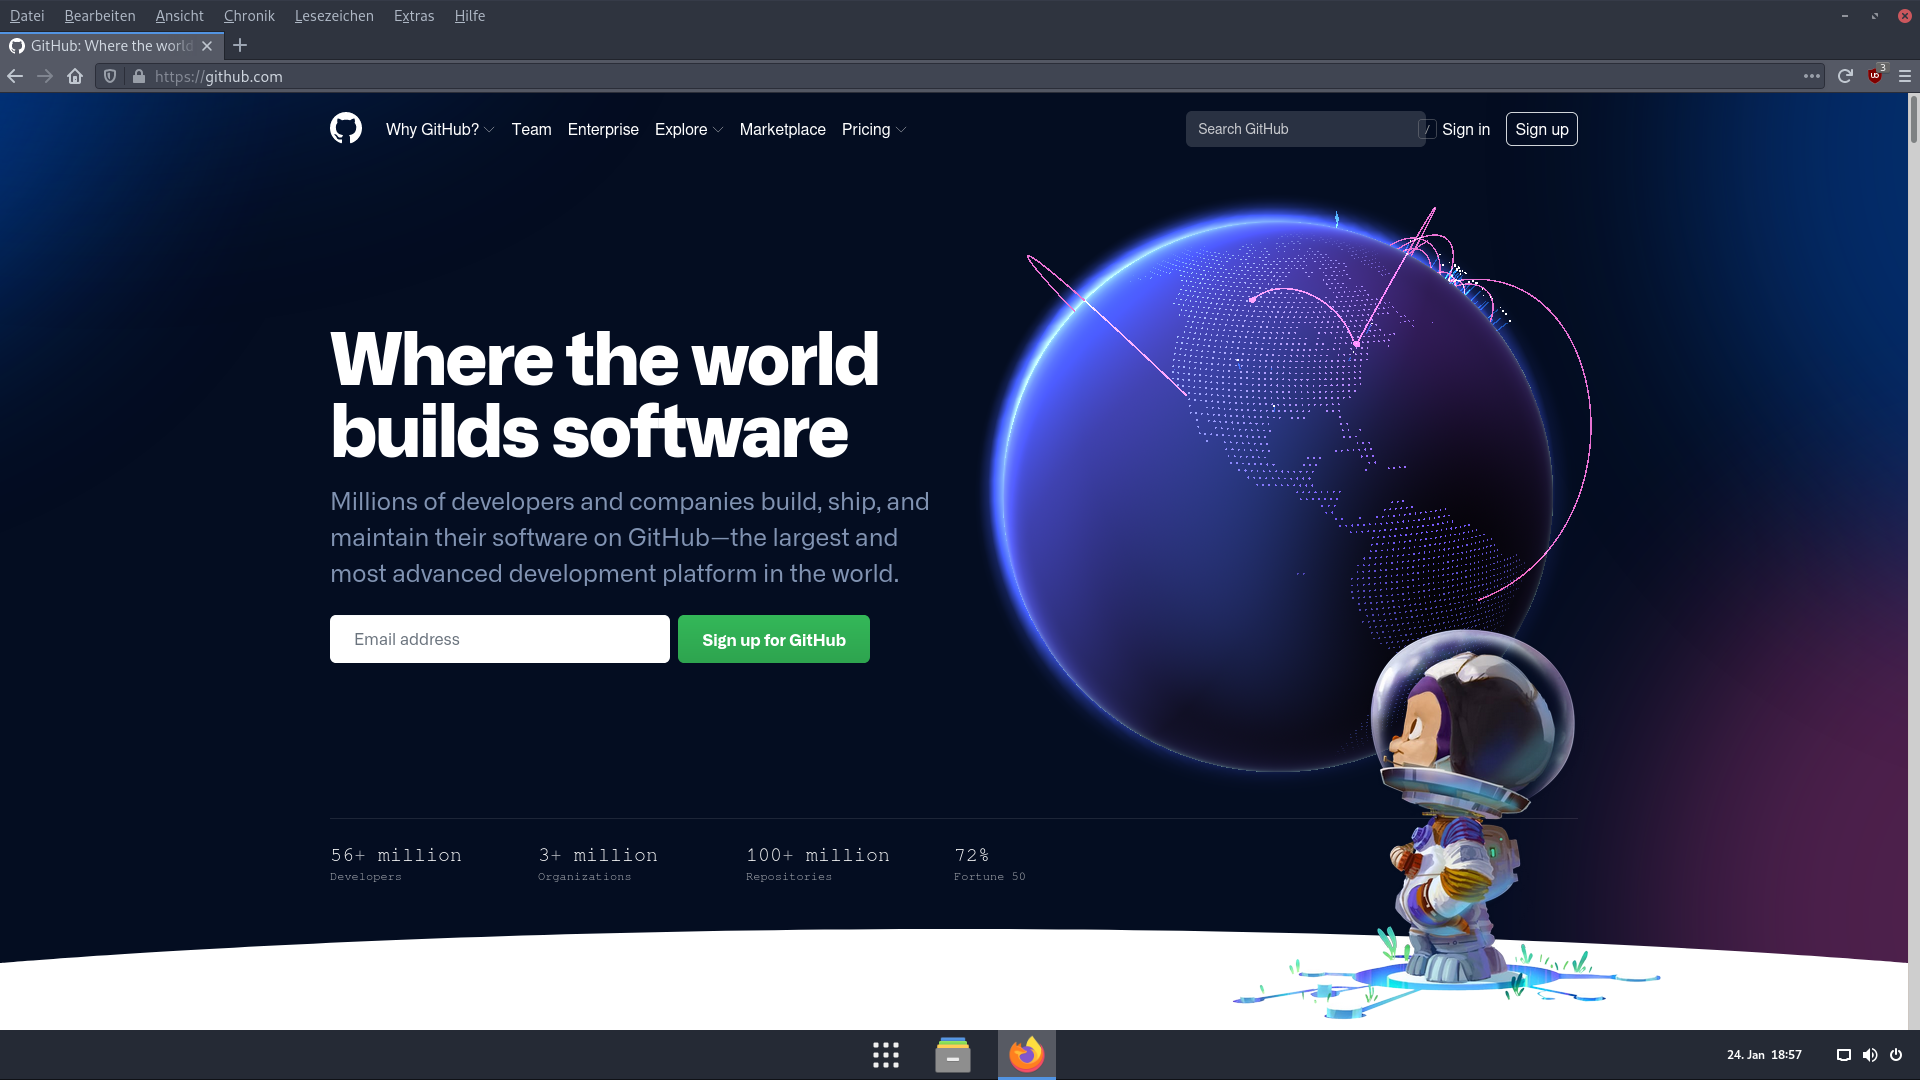 Datei Bearbeiten Ansicht Chronik Lesezeichen Extras Hilfe
GitHub: Where the world
https://github.com
3
Why GitHub? Team Enterprise Explore Marketplace Pricing Search GitHub / Sign in Sign up
Where the world
builds software
Millions of developers and companies build, ship, and
maintain their software on GitHub—the largest and
most advanced development platform in the world.
Email address Sign up for GitHub
56+ million 3+ million 100+ million 72%
Developers Organizations Repositories Fortune 50
24. Jan 18:57